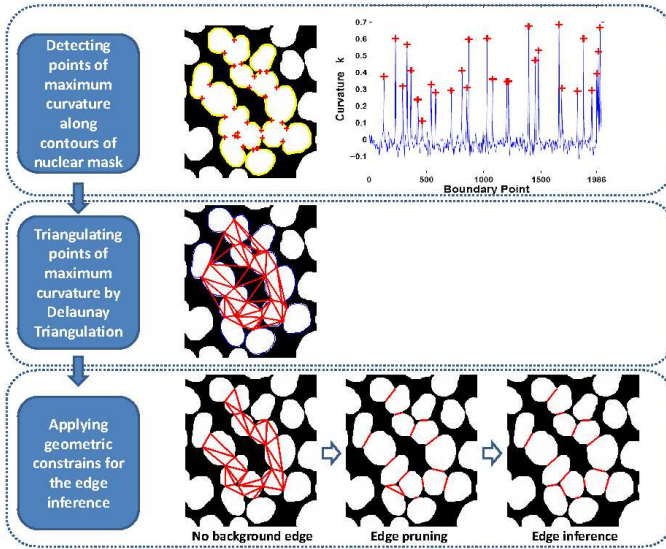 Detecting
points of
maximum
curvature
along
contours of
nuclear mask
Curvature k
0.7
0.6
0.5
0.4
0.3
0.2
0.1
0
−0.1
0
500
1000
1500
1986
Boundary Point
Triangulating
points of
maximum
curvature by
Delaunay
Triangulation
Applying
geometric
constrains for
the edge
inference
No background edge
Edge pruning
Edge inference